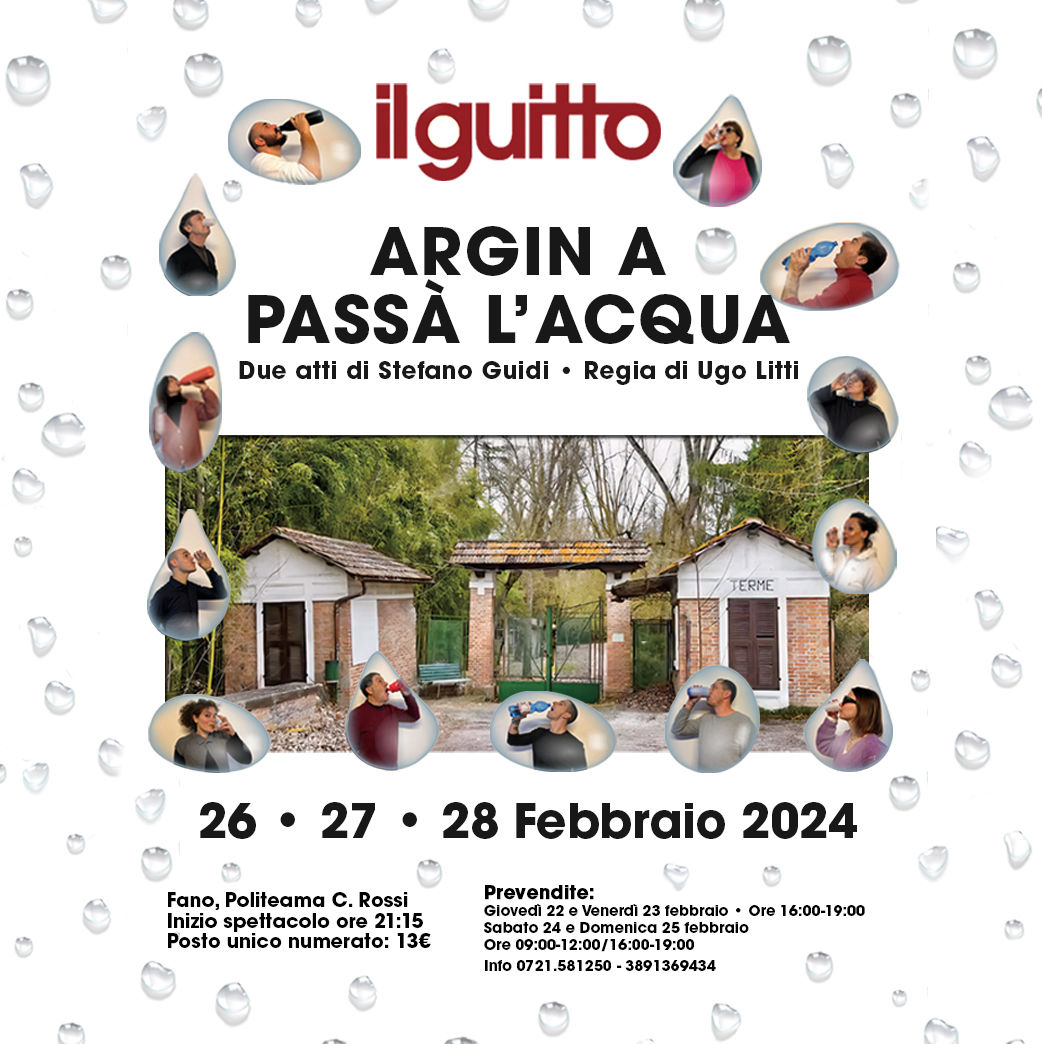 ilguitto
ARGIN A
PASSÀ L'ACQUA
Due atti di Stefano Guidi • Regia di Ugo Litti
TERME
26 • 27 • 28 Febbraio 2024
Fano, Politeama C. Rossi
Inizio spettacolo ore 21:15
Posto unico numerato: 13€
Prevendite:
Giovedì 22 e Venerdì 23 febbraio • Ore 16:00-19:00
Sabato 24 e Domenica 25 febbraio
Ore 09:00-12:00/16:00-19:00
Info 0721.581250 - 3891369434